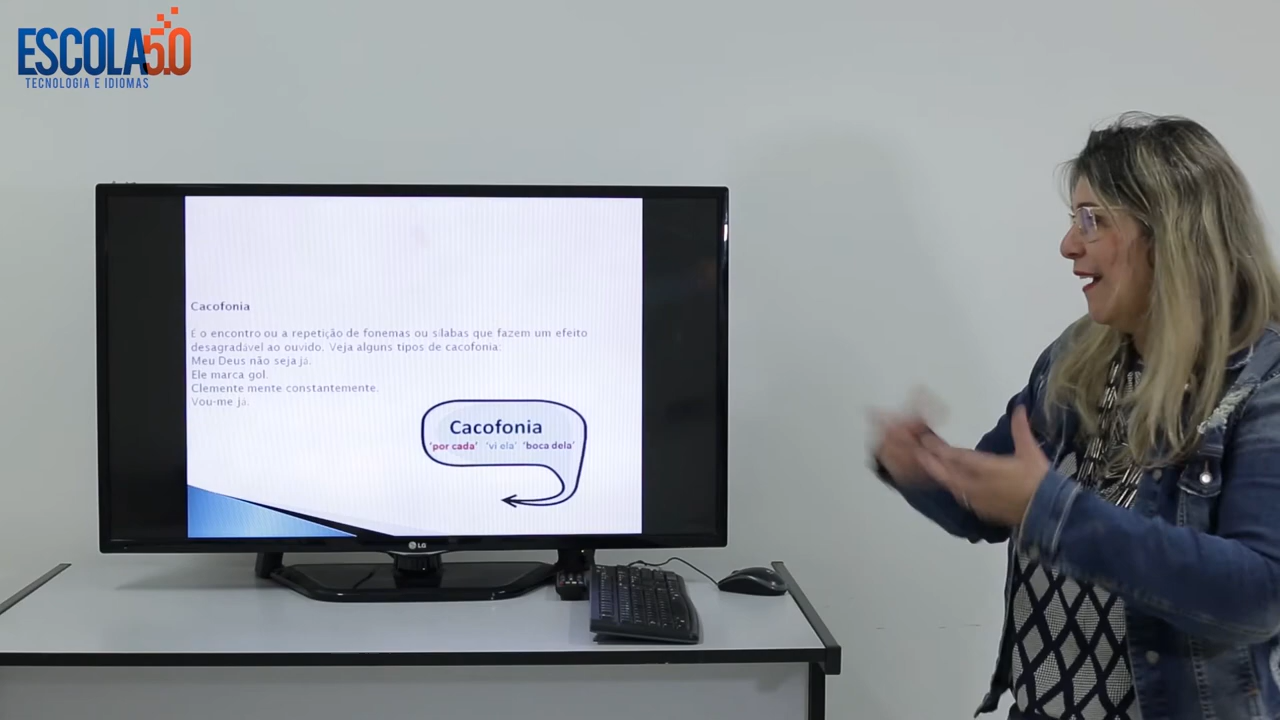 ESCOLA 5.0
TECNOLOGIA E IDIOMAS
Cacofonia
É o encontro ou a repetição de fonemas ou sílabas que fazem um efeito
desagradável ao ouvido. Veja alguns tipos de cacofonia:
Meu Deus não seja já.
Ele marca gol.
Clemente mente constantemente.
Vou-me já.
Cacofonia
'por cada' 'vi ela' 'boca dela'
LG